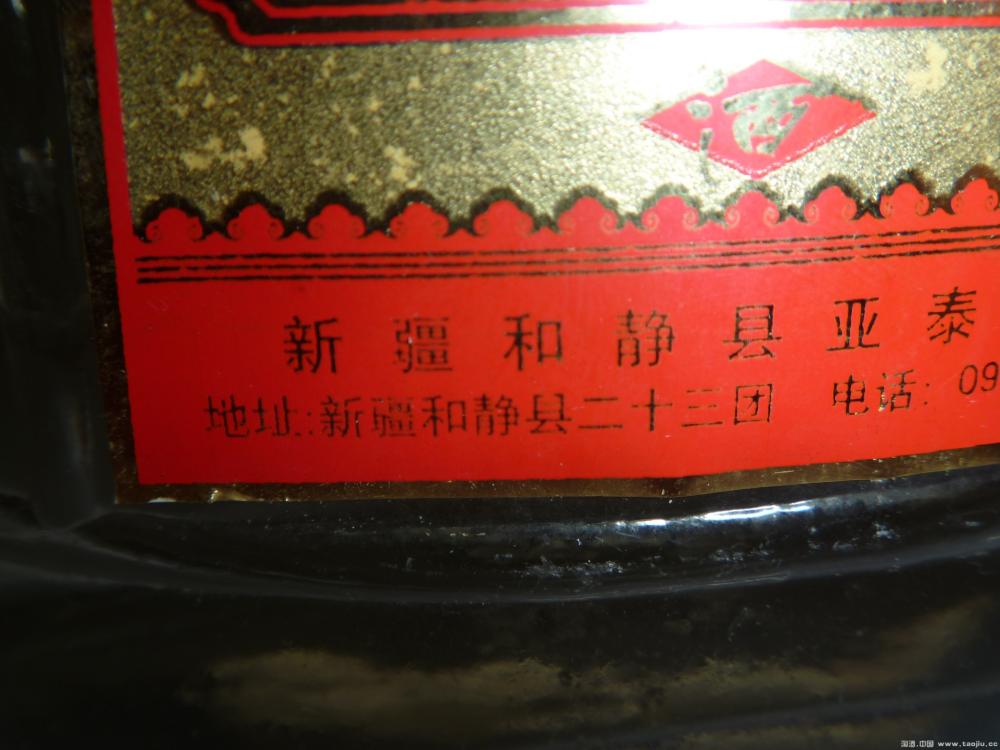 酒
新疆和静县亚泰
地址:新疆和静县二十三团 电话: 09
淘酒.中国 www.taojiu.cc